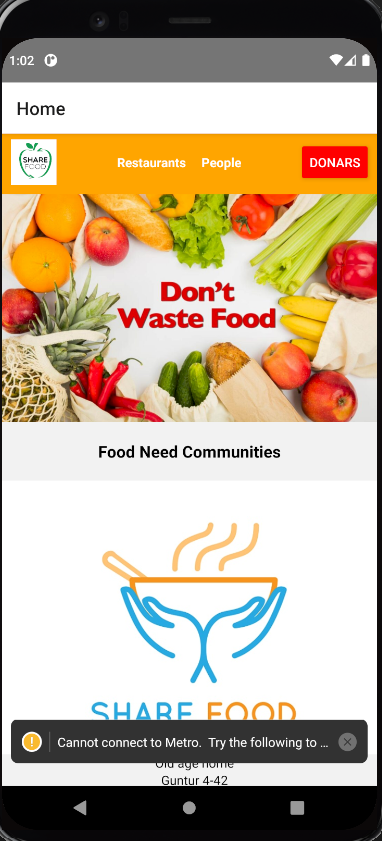 1:02
Home
SHARE
FOOD
Restaurants People
DONARS
Don't
Waste Food
Food Need Communities
SHARE FOOD
Cannot connect to Metro. Try the following to ...
Old age home
Guntur 4-42